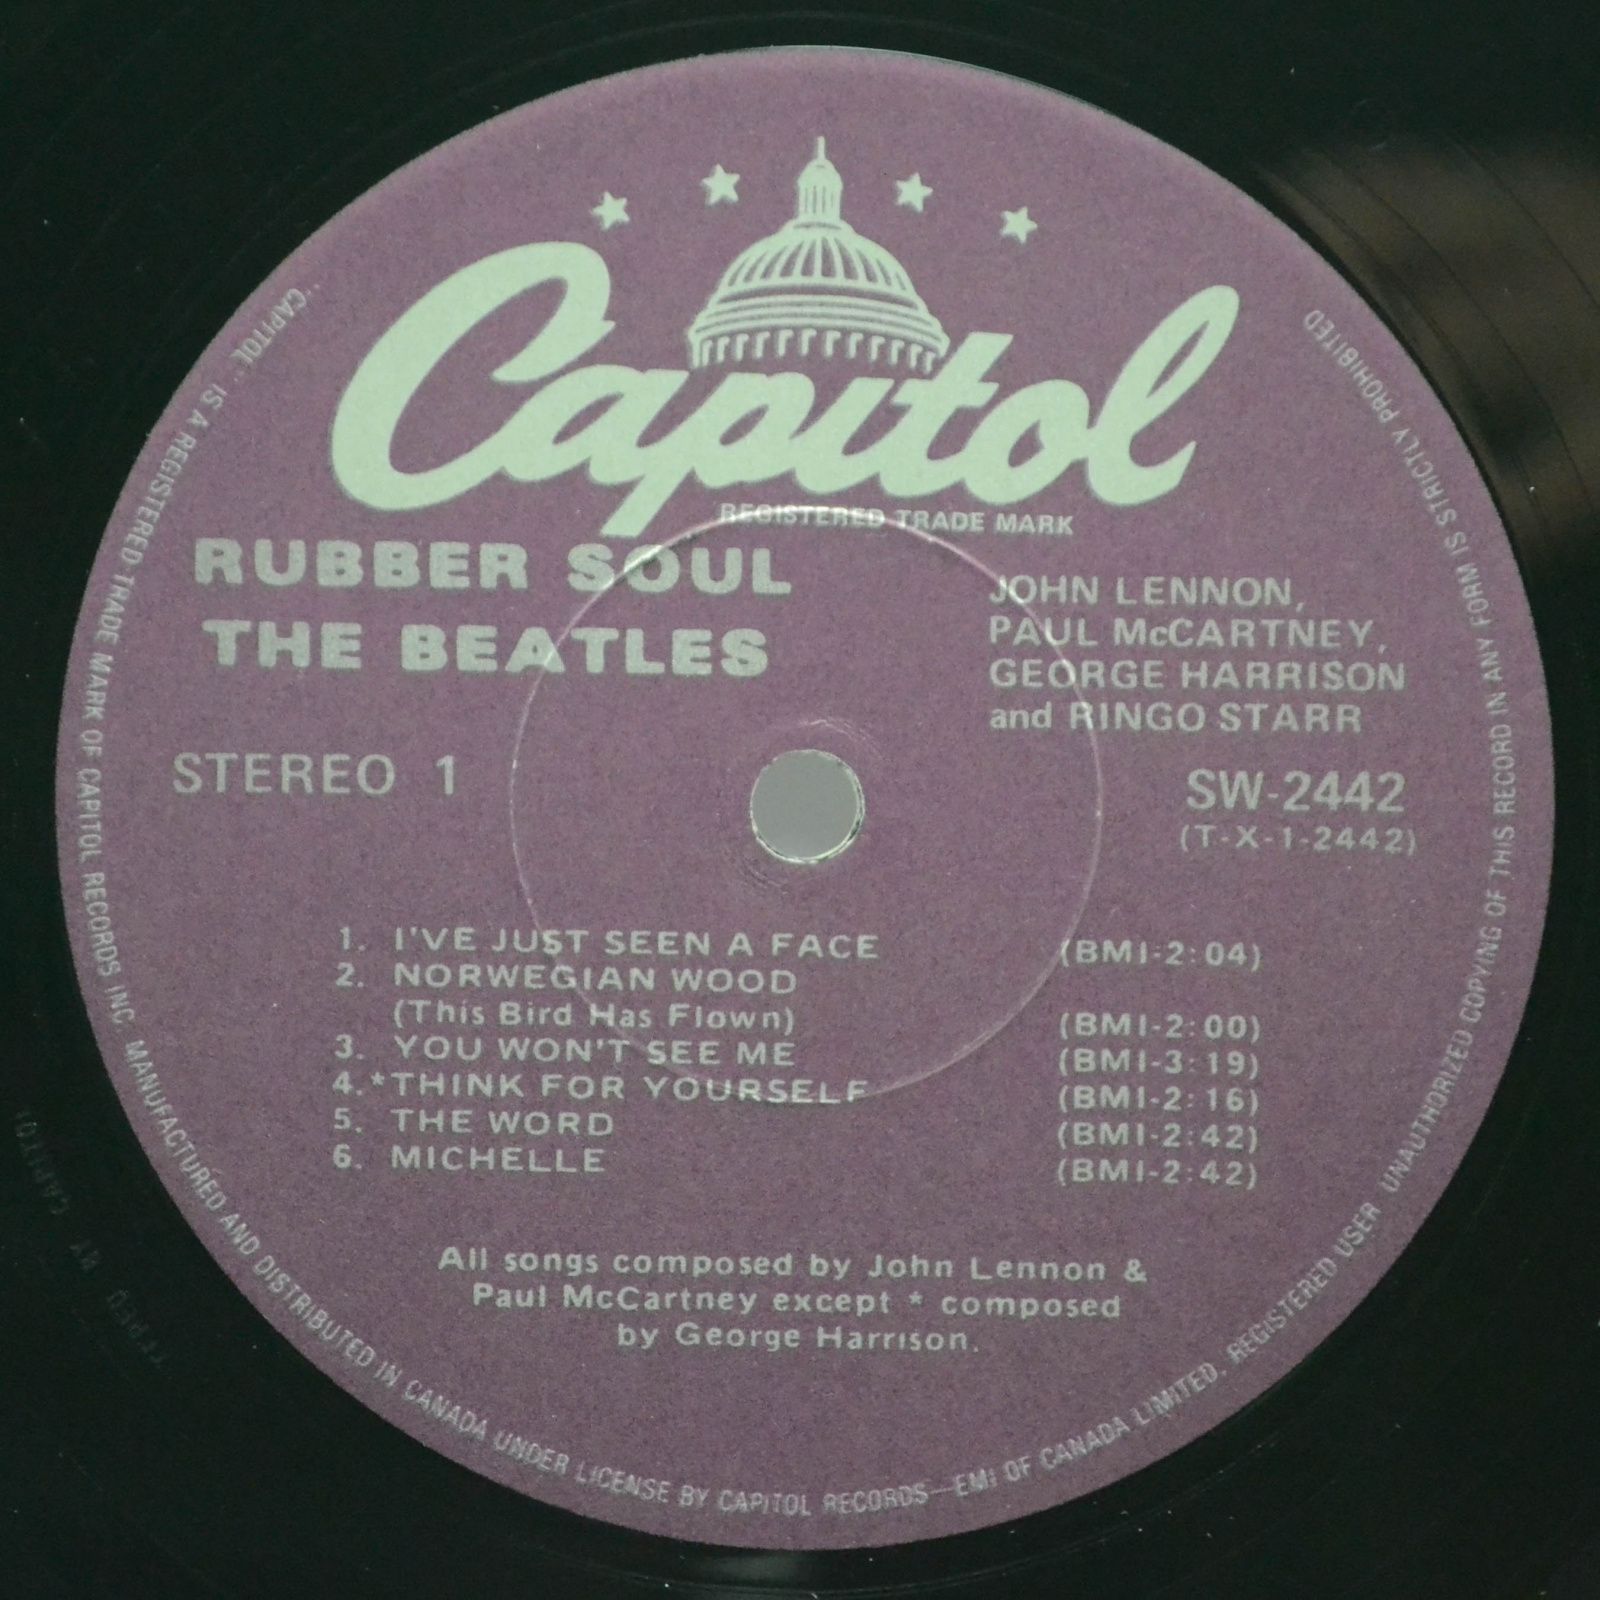 Capitol
REGISTERED TRADE MARK
RUBBER SOUL
THE BEATLES
JOHN LENNON,
PAUL McCARTNEY,
GEORGE HARRISON
and RINGO STARR
STEREO 1
SW-2442
(T-X-1-2442)
1. I'VE JUST SEEN A FACE (BMI-2:04)
2. NORWEGIAN WOOD
(This Bird Has Flown) (BMI-2:00)
3. YOU WON'T SEE ME (BMI-3:19)
4.*THINK FOR YOURSELF (BMI-2:16)
5. THE WORD (BMI-2:42)
6. MICHELLE (BMI-2:42)
All songs composed by John Lennon &
Paul McCartney except * composed
by George Harrison.
"CAPITOL" IS A REGISTERED TRADE MARK OF CAPITOL RECORDS INC. MANUFACTURED AND DISTRIBUTED IN CANADA UNDER LICENSE BY CAPITOL RECORDS—EMI OF CANADA LIMITED, REGISTERED USER UNAUTHORIZED COPYING OF THIS RECORD IN ANY FORM IS STRICTLY PROHIBITED